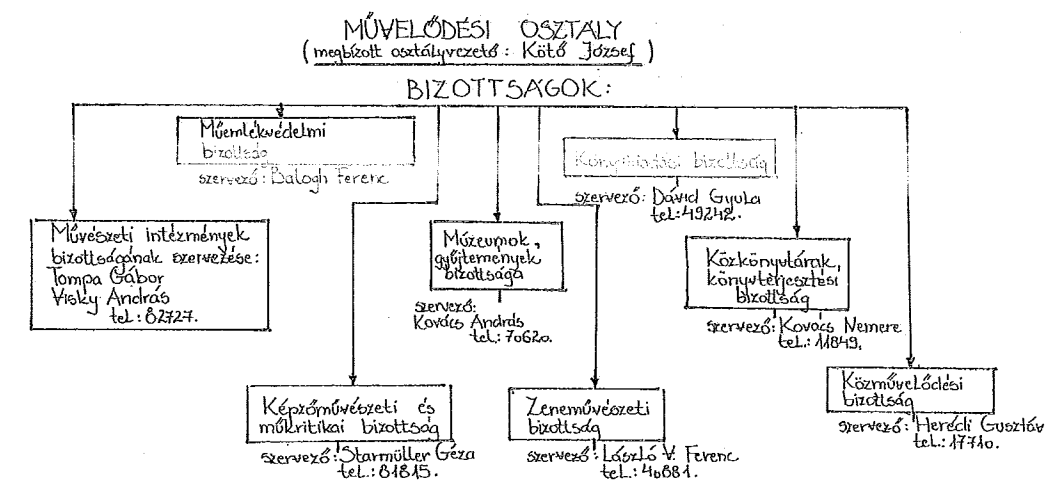 MŰVELŐDÉSI OSZTÁLY
(megbízott osztályvezető: Kötő József)
BIZOTTSÁGOK:
Műemlékvédelmi
bizottság
szervező: Balogh Ferenc
Könyvkiadási bizottság
szervező: Dávid Gyula
tel: 49242.
Művészeti intézmények
bizottságának szervezése:
Tompa Gábor
Visky András
tel.: 82727.
Múzeumok,
gyűjtemények
bizottsága
szervező:
Kovács András
tel.: 70620.
Közkönyvtárak,
könyvterjesztési
bizottság
szervező: Kovács Nemere
tel.: 11849.
Képzőművészeti és
műkritikai bizottság
szervező: Starmüller Géza
tel.: 81815.
Zeneművészeti
bizottság
szervező: László V. Ferenc
tel.: 40881.
Közművelődési
bizottság
szervező: Herédi Gusztáv
tel.: 17710.